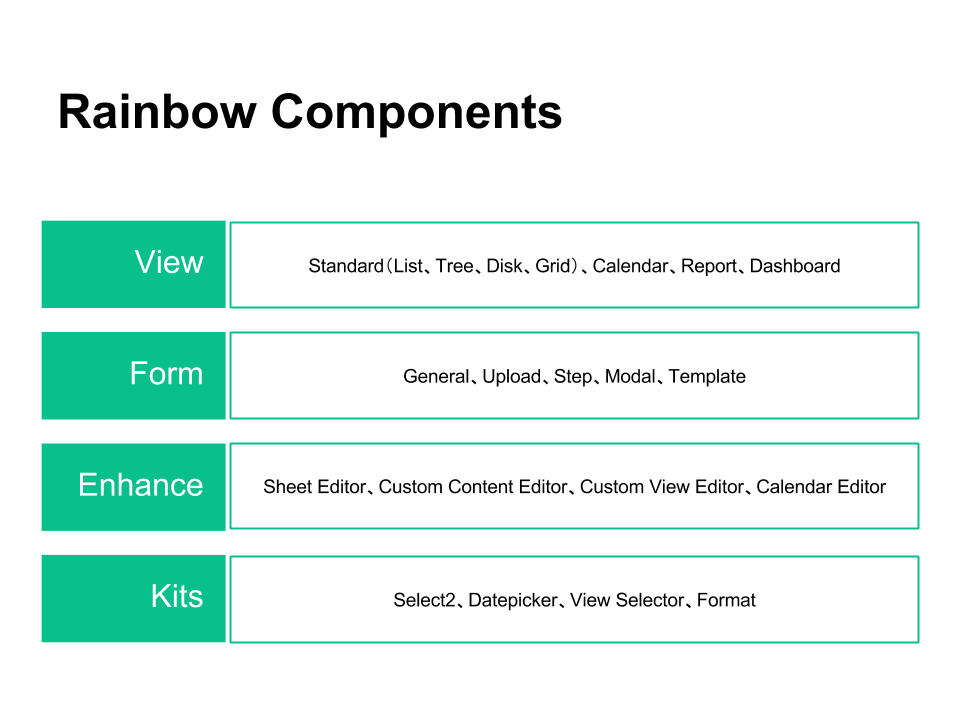 Rainbow Components
View
Standard（List、Tree、Disk、Grid）、Calendar、Report、Dashboard
Form
General、Upload、Step、Modal、Template
Enhance
Sheet Editor、Custom Content Editor、Custom View Editor、Calendar Editor
Kits
Select2、Datepicker、View Selector、Format